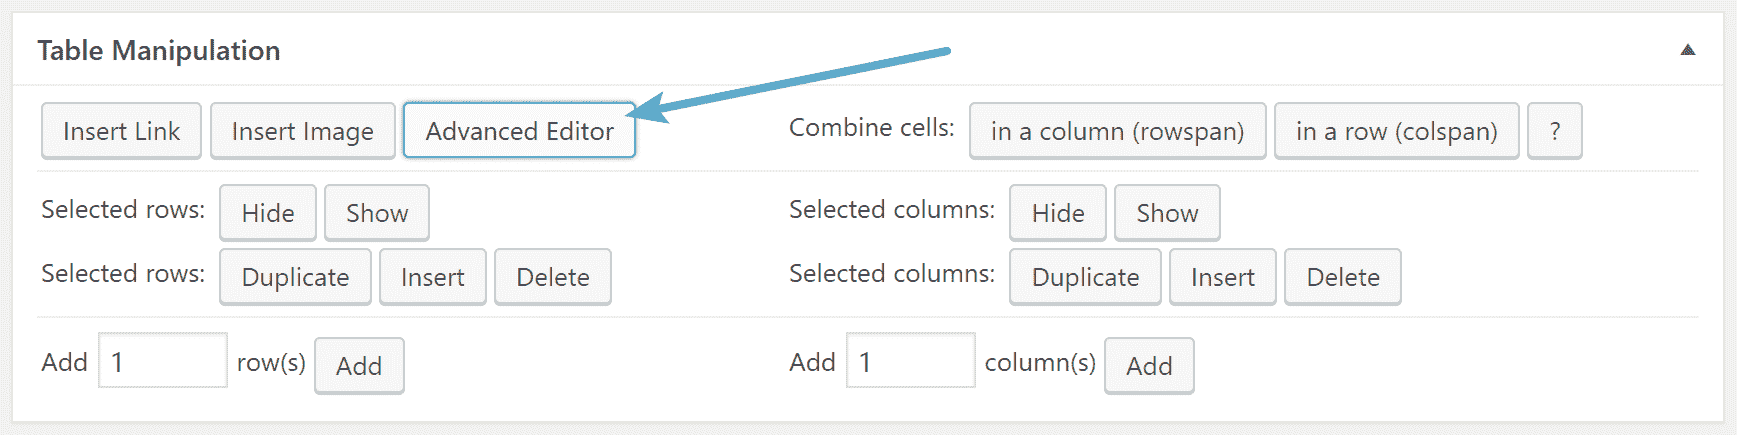 Table Manipulation
Insert Link Insert Image Advanced Editor Combine cells: in a column (rowspan) in a row (colspan) ?
Selected rows: Hide Show Selected columns: Hide Show
Selected rows: Duplicate Insert Delete Selected columns: Duplicate Insert Delete
Add 1 row(s) Add Add 1 column(s) Add